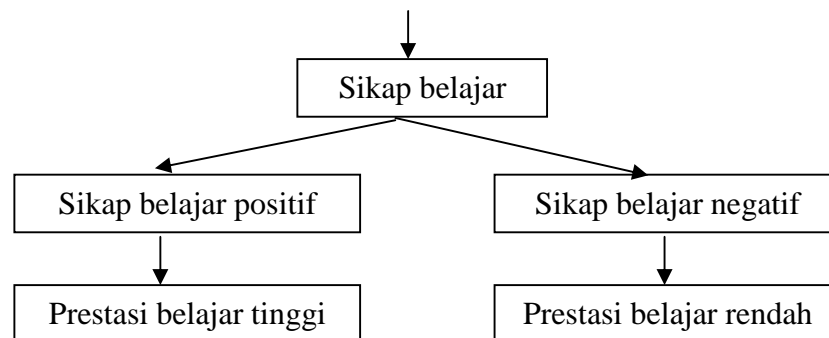 Sikap belajar
Sikap belajar positif
Sikap belajar negatif
Prestasi belajar tinggi
Prestasi belajar rendah